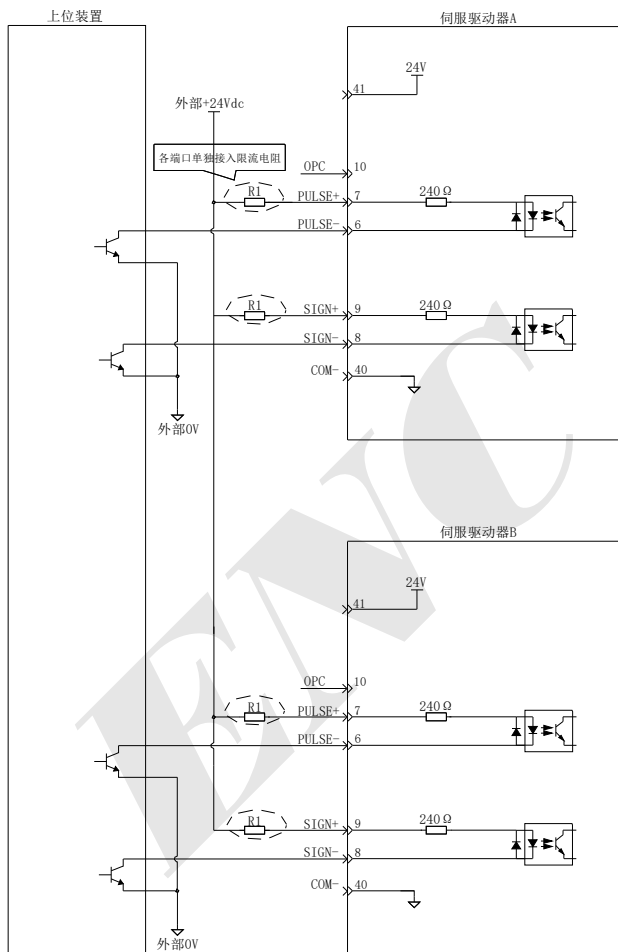 上位装置
伺服驱动器A
24V
41
外部+24Vdc
各端口单独接入限流电阻
OPC
10
R1
PULSE+
7
240Ω
PULSE-
6
R1
SIGN+
9
240Ω
SIGN-
8
COM-
40
外部0V
伺服驱动器B
24V
41
OPC
10
R1
PULSE+
7
240Ω
PULSE-
6
R1
SIGN+
9
240Ω
SIGN-
8
COM-
40
外部0V
ENC